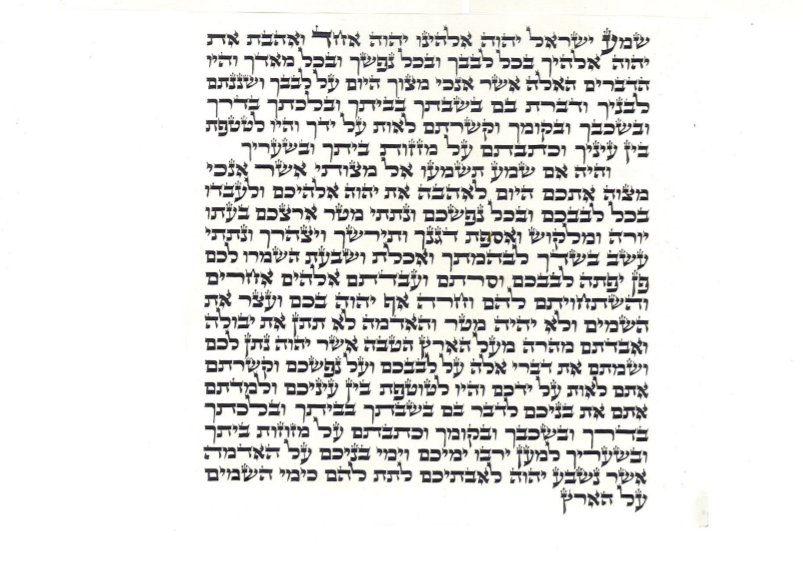 שמע ישראל יהוה אלהינו יהוה אחד ואהבת את
יהוה אלהיך בכל לבבך ובכל נפשך ובכל מאדך והיו
הדברים האלה אשר אנכי מצוך היום על לבבך ושננתם
לבניך ודברת בם בשבתך בביתך ובלכתך בדרך
ובשכבך ובקומך וקשרתם לאות על ידך והיו לטטפת
בין עיניך וכתבתם על מזזות ביתך ובשעריך
והיה אם שמע תשמעו אל מצותי אשר אנכי
מצוה אתכם היום לאהבה את יהוה אלהיכם ולעבדו
בכל לבבכם ובכל נפשכם ונתתי מטר ארצכם בעתו
יורה ומלקוש ואספת דגנך ותירשך ויצהרך ונתתי
עשב בשדך לבהמתך ואכלת ושבעת השמרו לכם
פן יפתה לבבכם וסרתם ועבדתם אלהים אחרים
והשתחויתם להם וחרה אף יהוה בכם ועצר את
השמים ולא יהיה מטר והאדמה לא תתן את יבולה
ואבדתם מהרה מעל הארץ הטבה אשר יהוה נתן לכם
ושמתם את דברי אלה על לבבכם ועל נפשכם וקשרתם
אתם לאות על ידכם והיו לטוטפת בין עיניכם ולמדתם
אתם את בניכם לדבר בם בשבתך בביתך ובלכתך
בדרך ובשכבך ובקומך וכתבתם על מזוזות ביתך
ובשעריך למען ירבו ימיכם וימי בניכם על האדמה
אשר נשבע יהוה לאבתיכם לתת להם כימי השמים
על הארץ